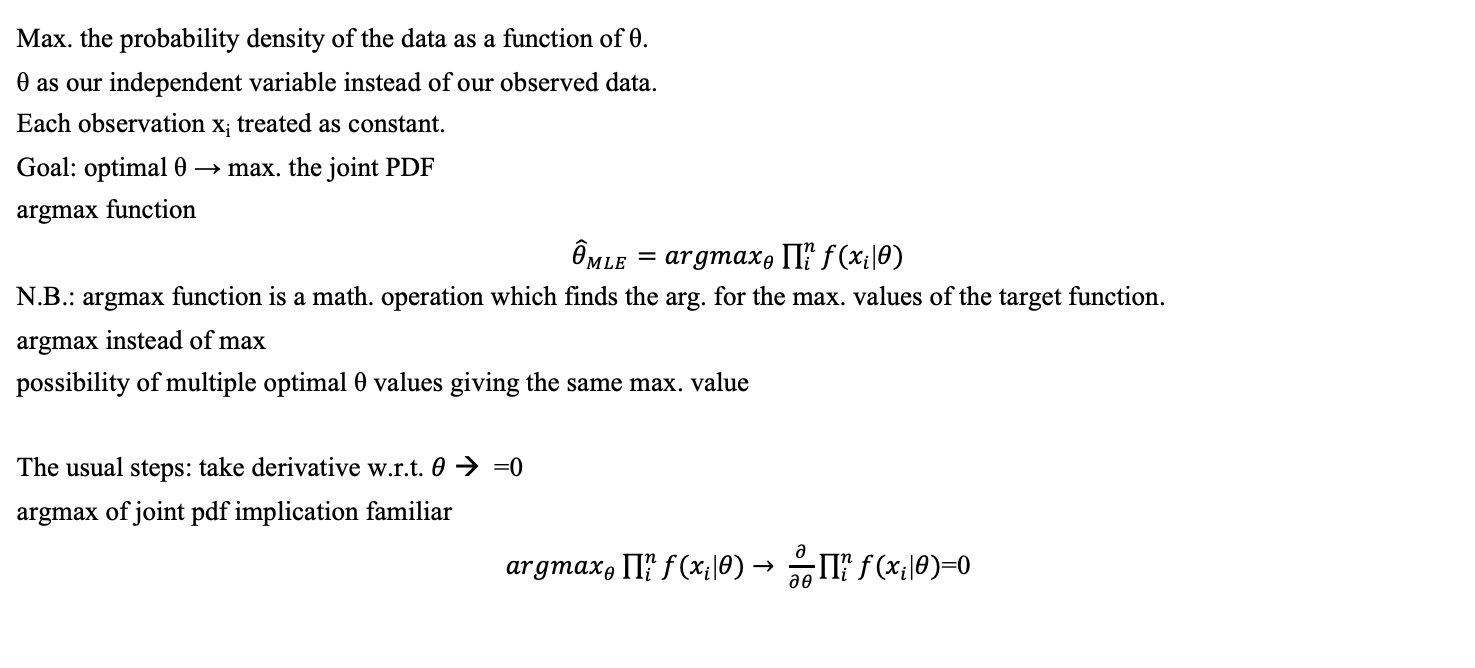 Max. the probability density of the data as a function of θ.
θ as our independent variable instead of our observed data.
Each observation xᵢ treated as constant.
Goal: optimal θ → max. the joint PDF
argmax function
θ̂_MLE = argmax_θ ∏ᵢⁿ f(xᵢ|θ)
N.B.: argmax function is a math. operation which finds the arg. for the max. values of the target function.
argmax instead of max
possibility of multiple optimal θ values giving the same max. value
The usual steps: take derivative w.r.t. θ → =0
argmax of joint pdf implication familiar
argmax_θ ∏ᵢⁿ f(xᵢ|θ) → ∂/∂θ ∏ᵢⁿ f(xᵢ|θ)=0